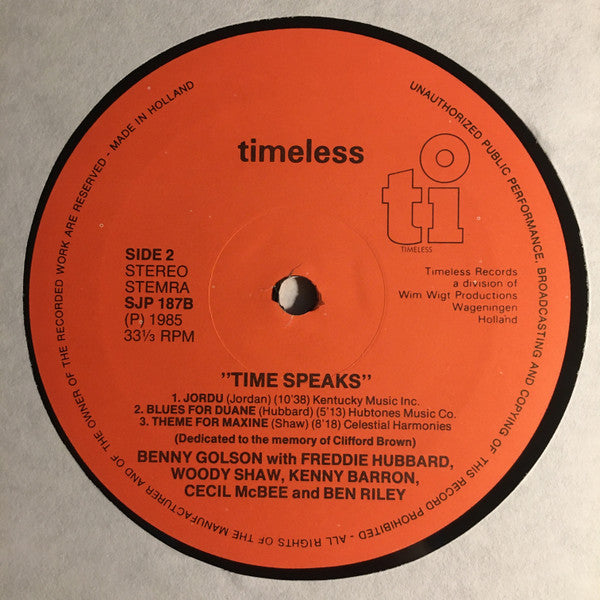 UNAUTHORIZED PUBLIC PERFORMANCE, BROADCASTING AND COPYING OF THIS RECORD PROHIBITED - ALL RIGHTS OF THE MANUFACTURER AND OF THE OWNER OF THE RECORDED WORK ARE RESERVED - MADE IN HOLLAND
timeless
ti
TIMELESS
SIDE 2
STEREO
STEMRA
SJP 187B
(P) 1985
33⅓ RPM
Timeless Records
a division of
Wim Wigt Productions
Wageningen
Holland
''TIME SPEAKS''
1. JORDU (Jordan) (10'38) Kentucky Music Inc.
2. BLUES FOR DUANE (Hubbard) (5'13) Hubtones Music Co.
3. THEME FOR MAXINE (Shaw) (8'18) Celestial Harmonies
(Dedicated to the memory of Clifford Brown)
BENNY GOLSON with FREDDIE HUBBARD,
WOODY SHAW, KENNY BARRON,
CECIL McBEE and BEN RILEY